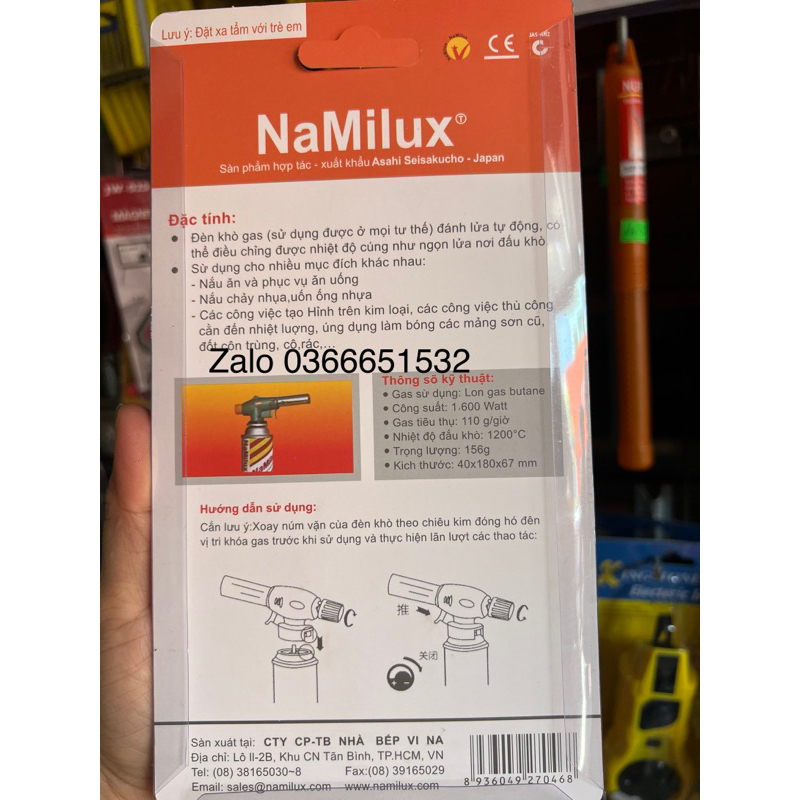 Lưu ý: Đặt xa tầm với trẻ em
CE
JAS-ANZ
NaMilux
Sản phẩm hợp tác - xuất khẩu Asahi Seisakucho - Japan
Đặc tính:
• Đèn khò gas (sử dụng được ở mọi tư thế) đánh lửa tự động, có
thể điều chỉng được nhiệt độ cúng như ngọn lửa nơi đầu khò
• Sử dụng cho nhiều mục đích khác nhau:
- Nấu ăn và phục vụ ăn uống
- Nấu chảy nhựa,uốn ống nhựa
- Các công việc tạo Hình trên kim loại, các công việc thủ công
cần đến nhiệt lượng, úng dụng làm bóng các mảng sơn cũ,
đốt côn trùng, cỏ,rác,...
Zalo 0366651532
Thông số kỹ thuật:
• Gas sử dụng: Lon gas butane
• Công suất: 1.600 Watt
• Gas tiêu thụ: 110 g/giờ
• Nhiệt độ đầu khò: 1200°C
• Trọng lượng: 156g
• Kích thước: 40x180x67 mm
NaMilux
Hướng dẫn sử dụng:
Cần lưu ý:Xoay núm vặn của đèn khò theo chiêu kim đóng hó đên
vị trí khóa gas trước khi sử dụng và thực hiện lần lượt các thao tác:
推
关闭
Sản xuất tại: CTY CP-TB NHÀ BẾP VI NA
Địa chỉ: Lô II-2B, Khu CN Tân Bình, TP.HCM, VN
Tel: (08) 38165030~8 Fax:(08) 39165029
Email: sales@namilux.com www.namilux.com
8 936049 270468